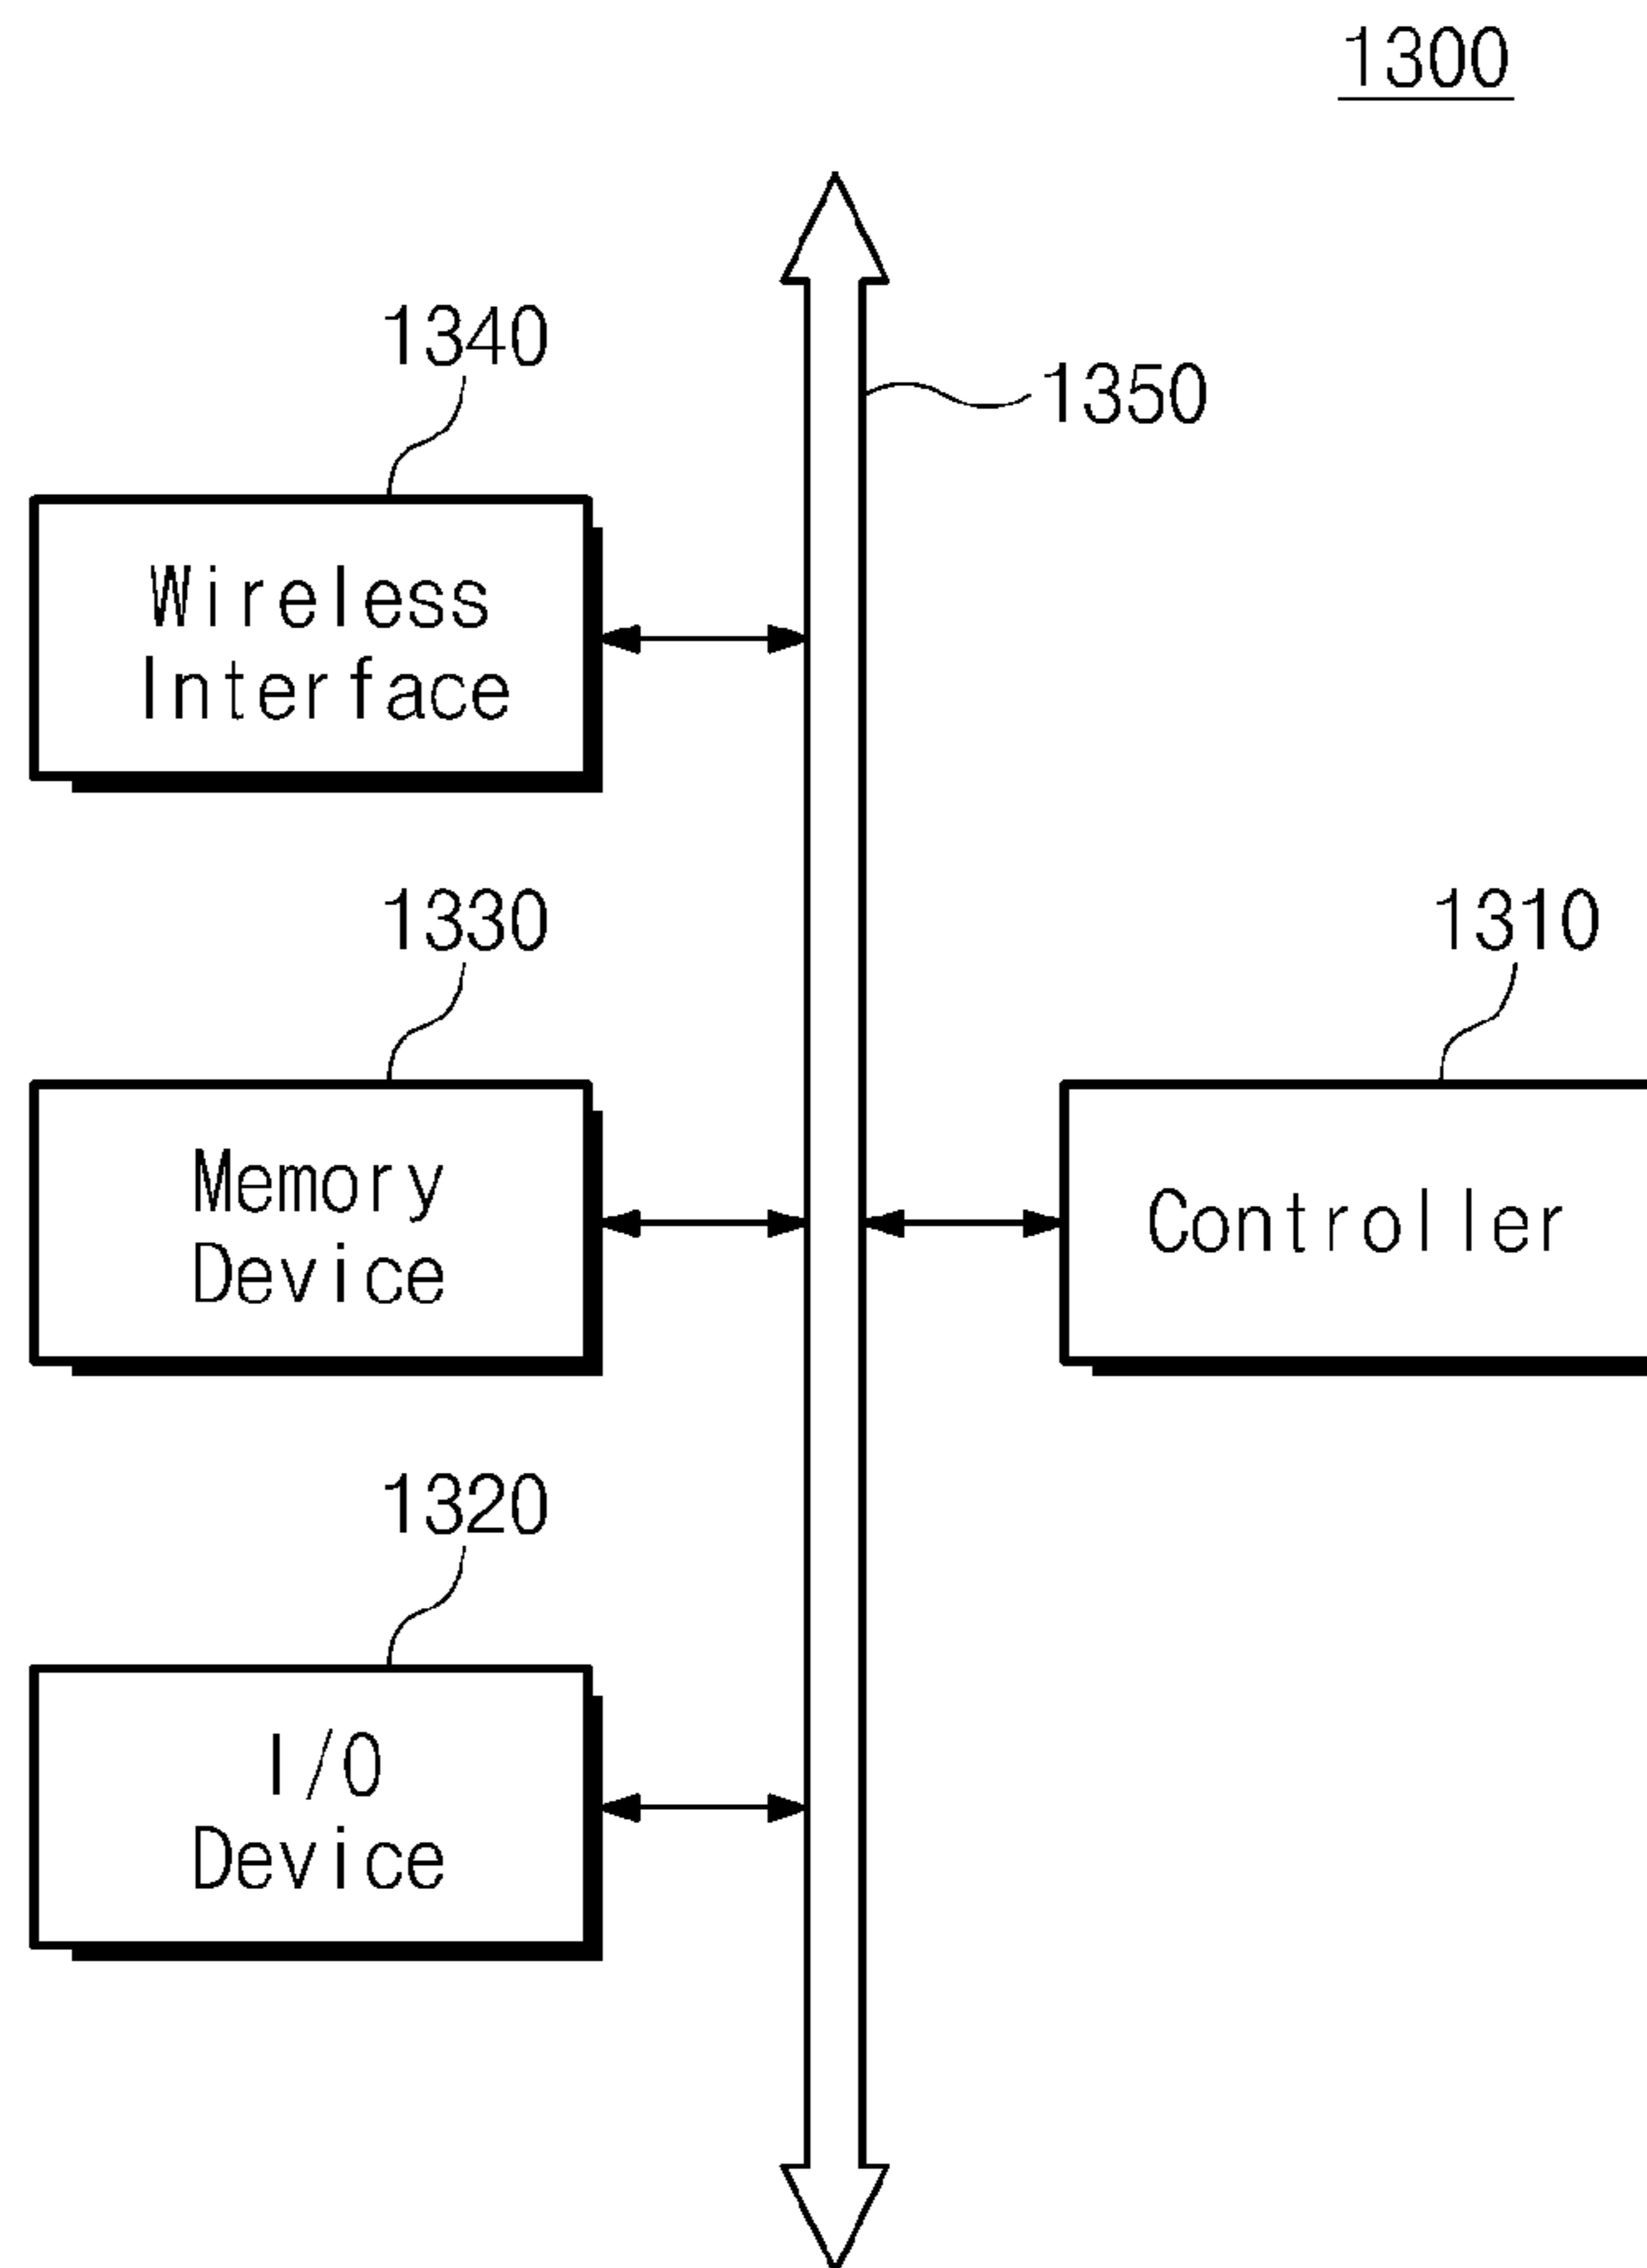 1300
1340
1350
Wireless
Interface
1330
1310
Memory
Device
Controller
1320
I/O
Device